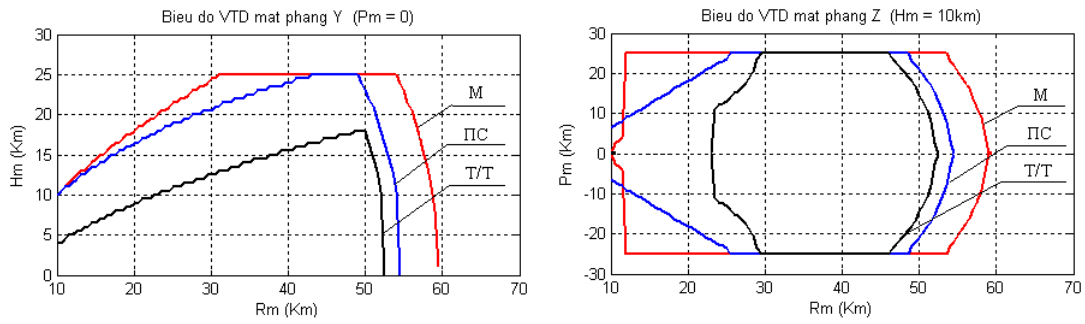 Bieu do VTD mat phang Y (Pm = 0)
30
25
20
15
10
5
0
Hm (Km)
10 20 30 40 50 60 70
Rm (Km)
M
ПС
T/T
Bieu do VTD mat phang Z (Hm = 10km)
30
20
10
0
-10
-20
-30
Pm (Km)
10 20 30 40 50 60 70
Rm (Km)
M
ПС
T/T